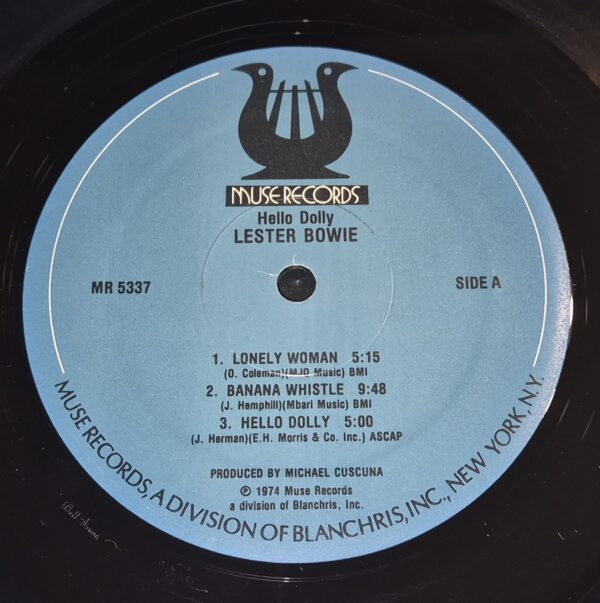 MUSE RECORDS
Hello Dolly
LESTER BOWIE
MR 5337
SIDE A
1. LONELY WOMAN 5:15
(O. Coleman)(MJQ Music) BMI
2. BANANA WHISTLE 9:48
(J. Hemphill)(Mbari Music) BMI
3. HELLO DOLLY 5:00
(J. Herman)(E.H. Morris & Co. Inc.) ASCAP
PRODUCED BY MICHAEL CUSCUNA
℗ 1974 Muse Records
a division of Blanchris, Inc.
MUSE RECORDS, A DIVISION OF BLANCHRIS, INC., NEW YORK, N.Y.